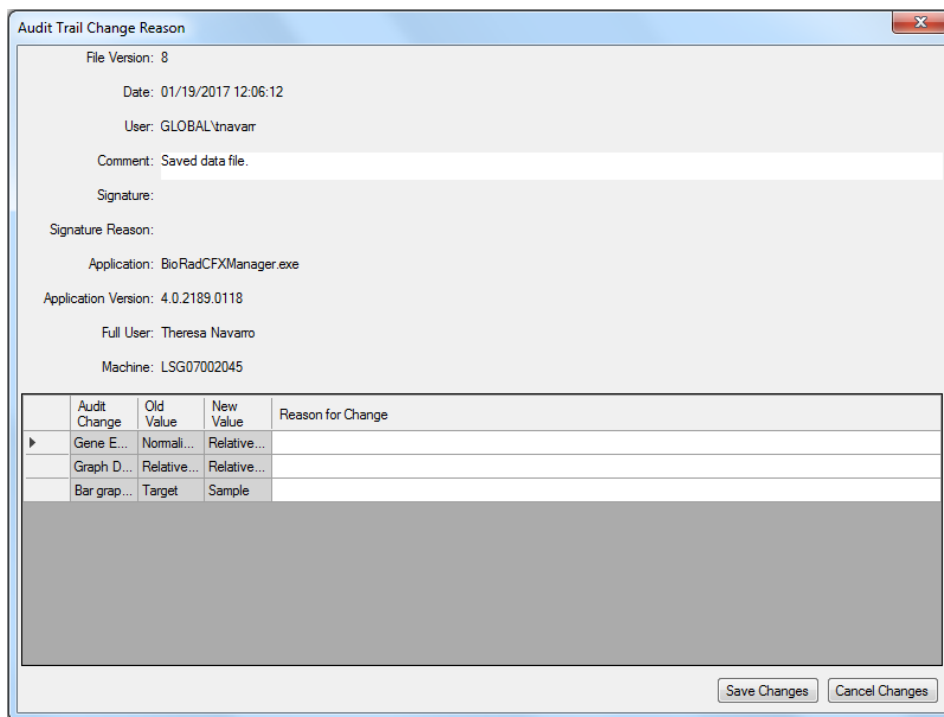 Audit Trail Change Reason
File Version: 8
Date: 01/19/2017 12:06:12
User: GLOBAL\tnavarr
Comment: Saved data file.
Signature:
Signature Reason:
Application: BioRadCFXManager.exe
Application Version: 4.0.2189.0118
Full User: Theresa Navarro
Machine: LSG07002045
Audit Change Old Value New Value Reason for Change
Gene E... Normali... Relative...
Graph D... Relative... Relative...
Bar grap... Target Sample
Save Changes Cancel Changes